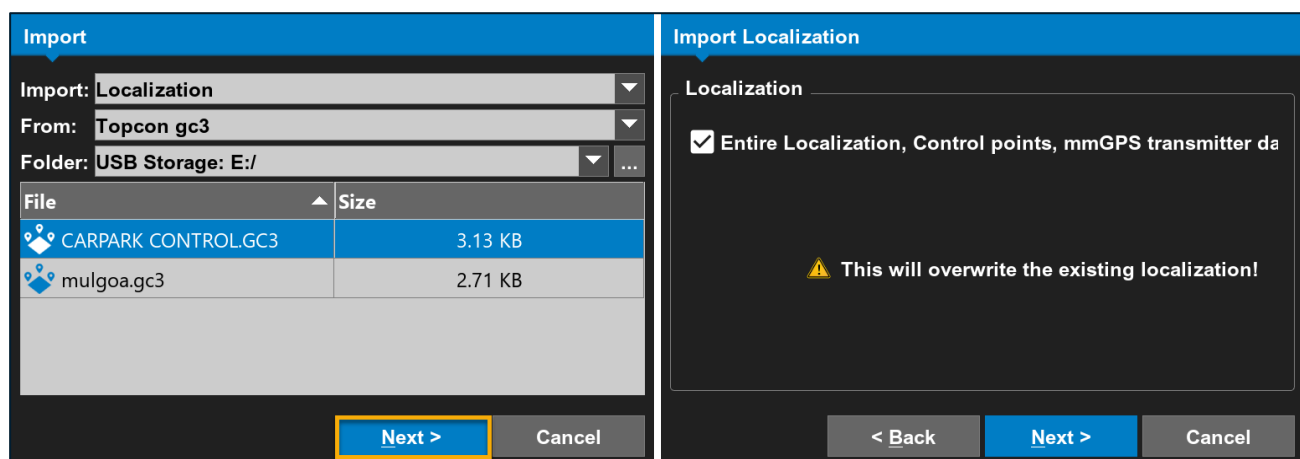 Import
Import: Localization
From: Topcon gc3
Folder: USB Storage: E:/
...
File Size
CARPARK CONTROL.GC3 3.13 KB
mulgoa.gc3 2.71 KB
Next > Cancel
Import Localization
Localization
Entire Localization, Control points, mmGPS transmitter da
This will overwrite the existing localization!
< Back Next > Cancel